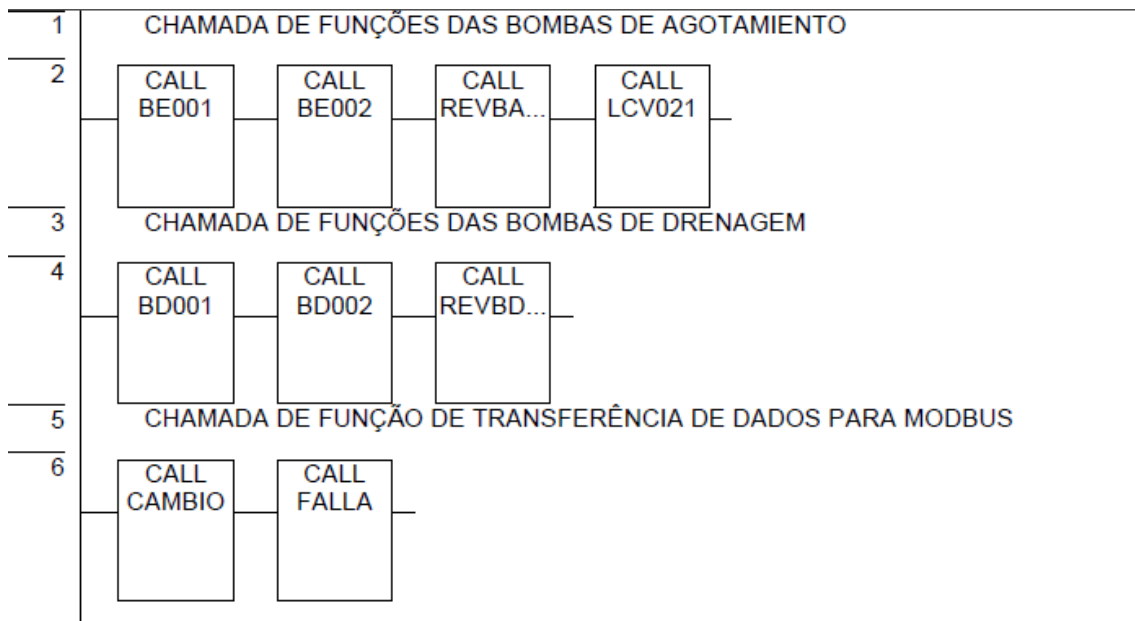 1 CHAMADA DE FUNÇÕES DAS BOMBAS DE AGOTAMIENTO
2
CALL CALL CALL CALL
BE001 BE002 REVBA... LCV021
3 CHAMADA DE FUNÇÕES DAS BOMBAS DE DRENAGEM
4
CALL CALL CALL
BD001 BD002 REVBD...
5 CHAMADA DE FUNÇÃO DE TRANSFERÊNCIA DE DADOS PARA MODBUS
6
CALL CALL
CAMBIO FALLA